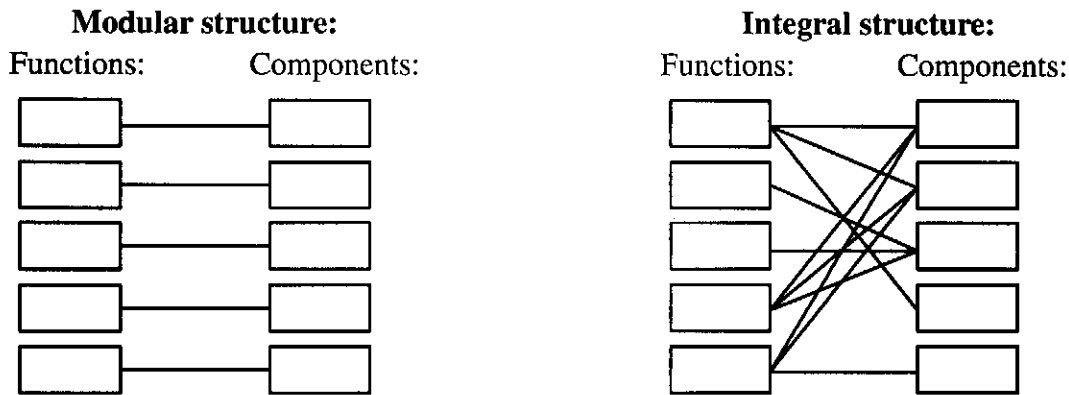 Modular structure:
Functions: Components:
Integral structure:
Functions: Components: